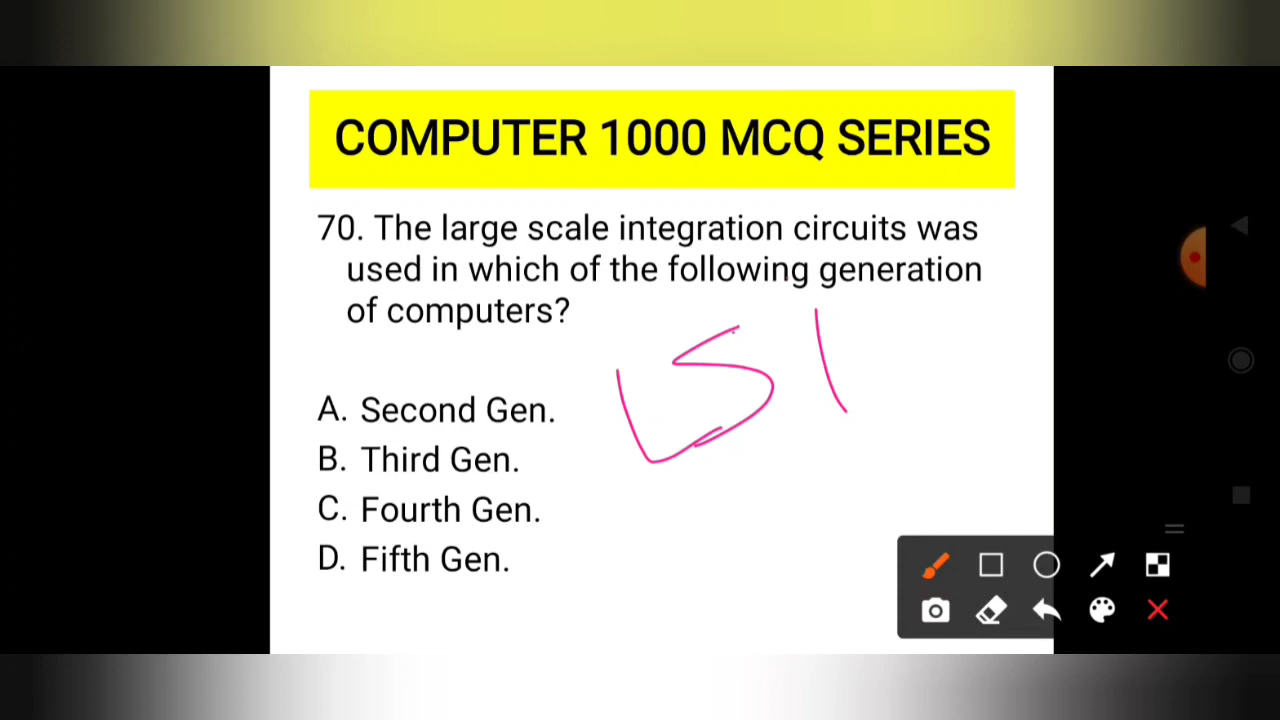 COMPUTER 1000 MCQ SERIES
70. The large scale integration circuits was
used in which of the following generation
of computers?
LSI
A. Second Gen.
B. Third Gen.
C. Fourth Gen.
D. Fifth Gen.